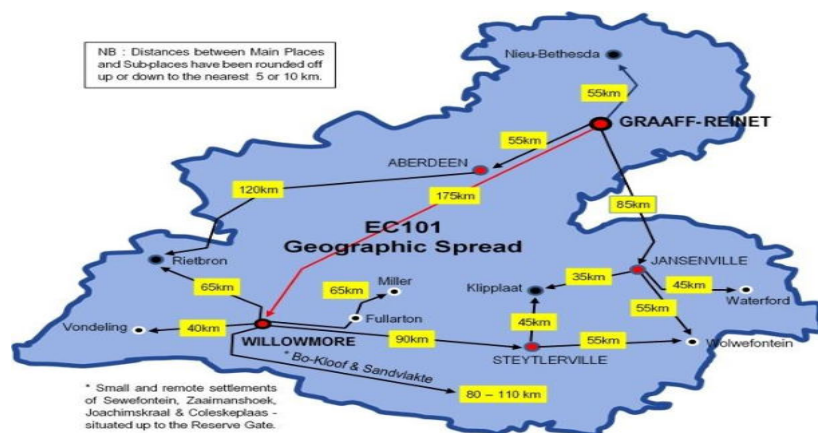 NB : Distances between Main Places
and Sub-places have been rounded off
up or down to the nearest 5 or 10 km.
Nieu-Bethesda
55km
GRAAFF-REINET
55km
ABERDEEN
120km
175km
85km
EC101
Geographic Spread
Rietbron
JANSENVILLE
65km
Miller
65km
Klipplaat
35km
45km
Waterford
Vondeling
40km
Fullarton
45km
55km
WILLOWMORE
90km
55km
Wolwefontein
STEYTLERVILLE
* Bo-Kloof & Sandvlakte
80 – 110 km
* Small and remote settlements
of Sewefontein, Zaaimanshoek,
Joachimskraal & Coleskeplaas -
situated up to the Reserve Gate.